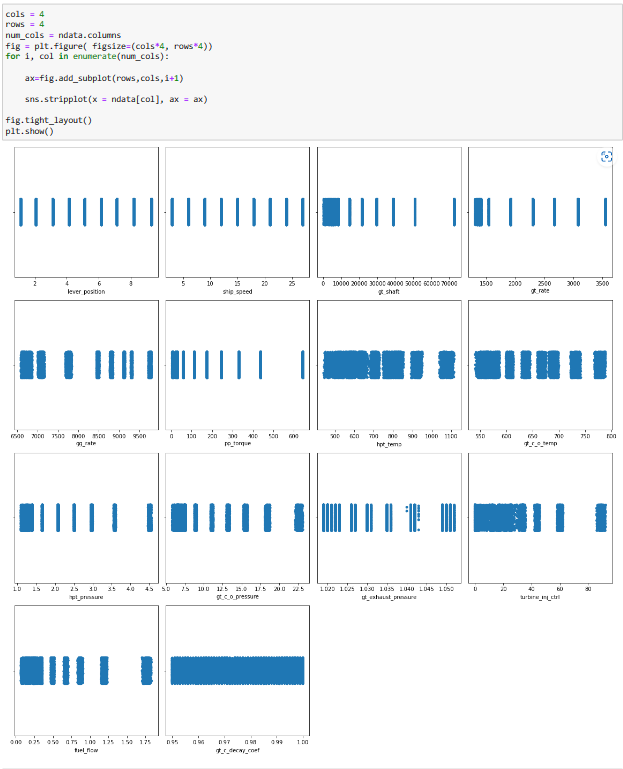 cols = 4
rows = 4
num_cols = ndata.columns
fig = plt.figure( figsize=(cols*4, rows*4))
for i, col in enumerate(num_cols):
ax=fig.add_subplot(rows,cols,i+1)
sns.stripplot(x = ndata[col], ax = ax)
fig.tight_layout()
plt.show()
2 4 6 8
lever_position
5 10 15 20 25
ship_speed
0 10000 20000 30000 40000 50000 60000 70000
gt_shaft
1500 2000 2500 3000 3500
gt_rate
6500 7000 7500 8000 8500 9000 9500
gg_rate
0 100 200 300 400 500 600
pp_torque
500 600 700 800 900 1000 1100
hpt_temp
550 600 650 700 750 800
gt_c_o_temp
1.0 1.5 2.0 2.5 3.0 3.5 4.0 4.5
hpt_pressure
5.0 7.5 10.0 12.5 15.0 17.5 20.0 22.5
gt_c_o_pressure
1.020 1.025 1.030 1.035 1.040 1.045 1.050
gt_exhaust_pressure
0 20 40 60 80
turbine_inj_ctrl
0.00 0.25 0.50 0.75 1.00 1.25 1.50 1.75
fuel_flow
0.95 0.96 0.97 0.98 0.99 1.00
gt_c_decay_coef